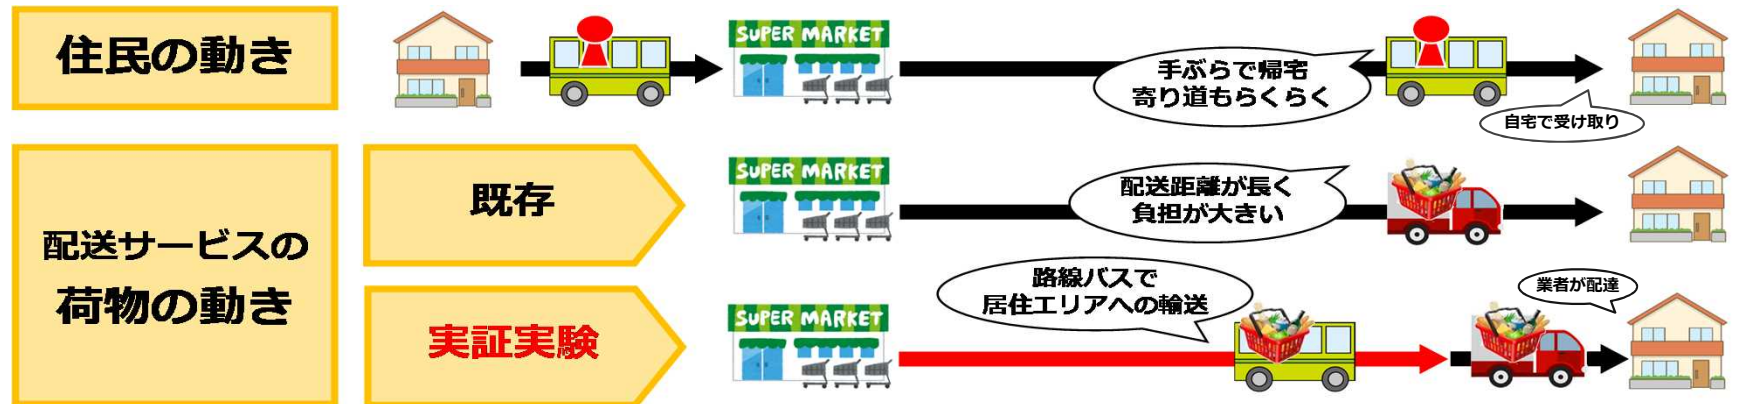 住民の動き
SUPER MARKET
手ぶらで帰宅
寄り道もらくらく
自宅で受け取り
配送サービスの
荷物の動き
既存
SUPER MARKET
配送距離が長く
負担が大きい
実証実験
SUPER MARKET
路線バスで
居住エリアへの輸送
業者が配達